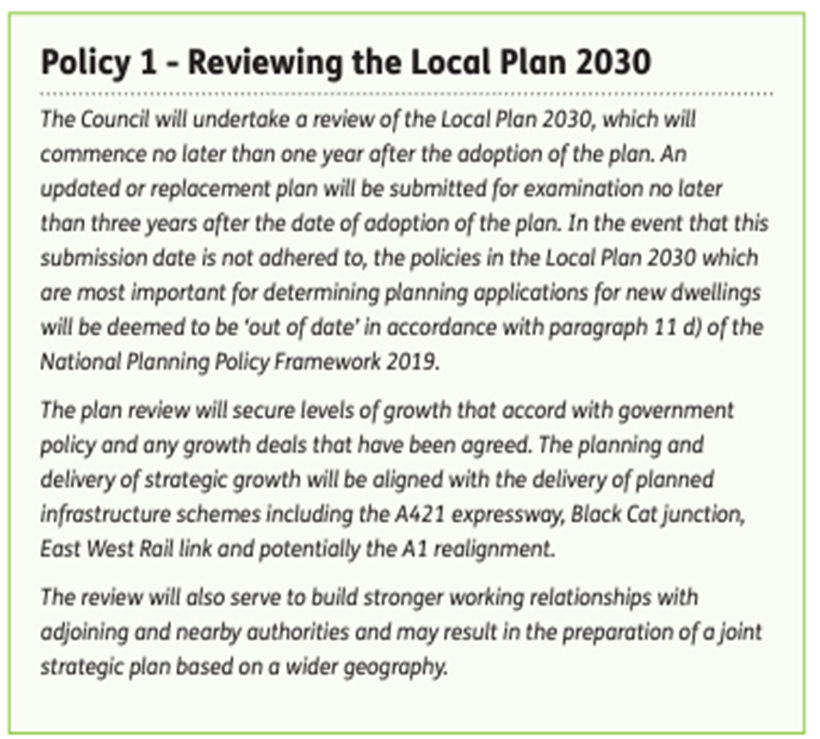 Policy 1 - Reviewing the Local Plan 2030
The Council will undertake a review of the Local Plan 2030, which will
commence no later than one year after the adoption of the plan. An
updated or replacement plan will be submitted for examination no later
than three years after the date of adoption of the plan. In the event that this
submission date is not adhered to, the policies in the Local Plan 2030 which
are most important for determining planning applications for new dwellings
will be deemed to be ‘out of date’ in accordance with paragraph 11 d) of the
National Planning Policy Framework 2019.
The plan review will secure levels of growth that accord with government
policy and any growth deals that have been agreed. The planning and
delivery of strategic growth will be aligned with the delivery of planned
infrastructure schemes including the A421 expressway, Black Cat junction,
East West Rail link and potentially the A1 realignment.
The review will also serve to build stronger working relationships with
adjoining and nearby authorities and may result in the preparation of a joint
strategic plan based on a wider geography.